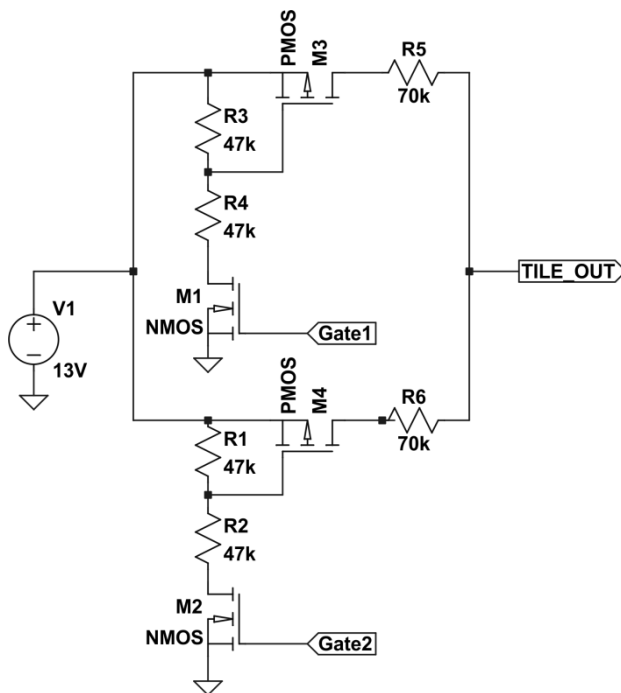 PMOS
M3
R5
70k
R3
47k
R4
47k
M1
NMOS
Gate1
TILE_OUT
V1
13V
PMOS
M4
R6
70k
R1
47k
R2
47k
M2
NMOS
Gate2